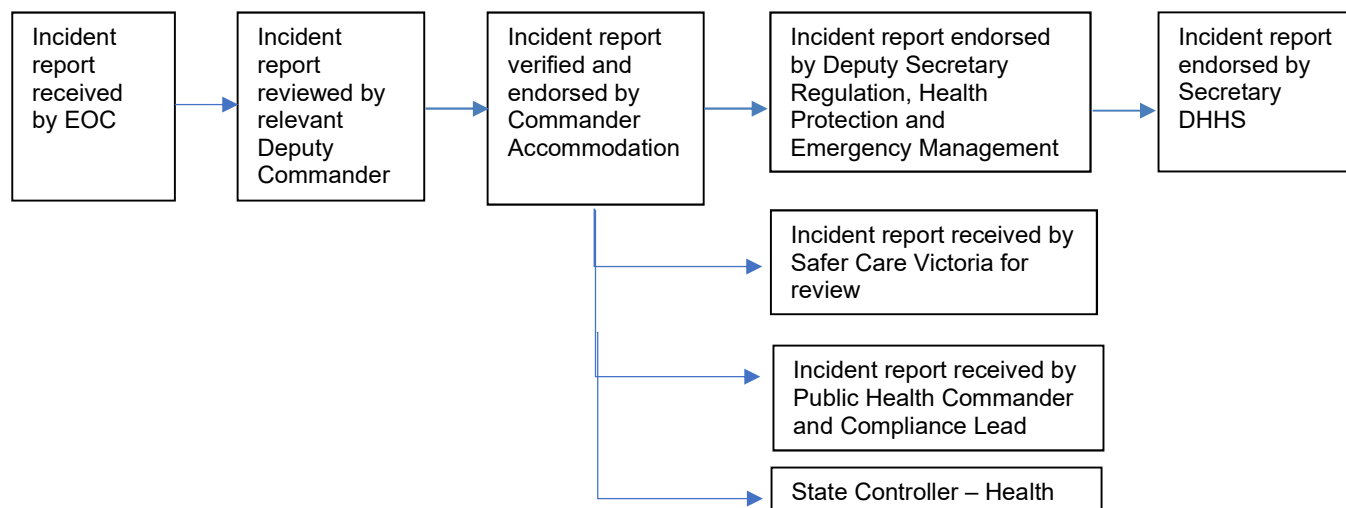 Incident
report
received
by EOC
Incident
report
reviewed by
relevant
Deputy
Commander
Incident report
verified and
endorsed by
Commander
Accommodation
Incident report endorsed
by Deputy Secretary
Regulation, Health
Protection and
Emergency Management
Incident report
endorsed by
Secretary
DHHS
Incident report received by
Safer Care Victoria for
review
Incident report received by
Public Health Commander
and Compliance Lead
State Controller – Health